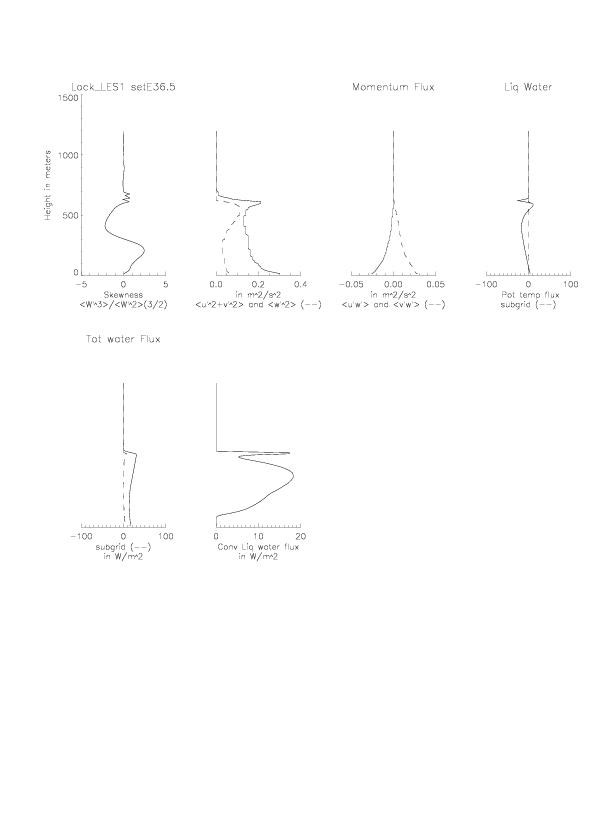 Lock_LES1 setE36.5
Momentum Flux
Liq Water
1500
1000
500
0
Height in meters
-5 0 5
0.0 0.2 0.4
-0.05 0.00 0.05
-100 0 100
Skewness
<W'^3>/<W'^2>(3/2)
in m^2/s^2
<u'^2+v'^2> and <w'^2> (--)
in m^2/s^2
<u'w'> and <v'w'> (--)
Pot temp flux
subgrid (--)
Tot water Flux
-100 0 100
0 10 20
subgrid (--)
in W/m^2
Conv Liq water flux
in W/m^2